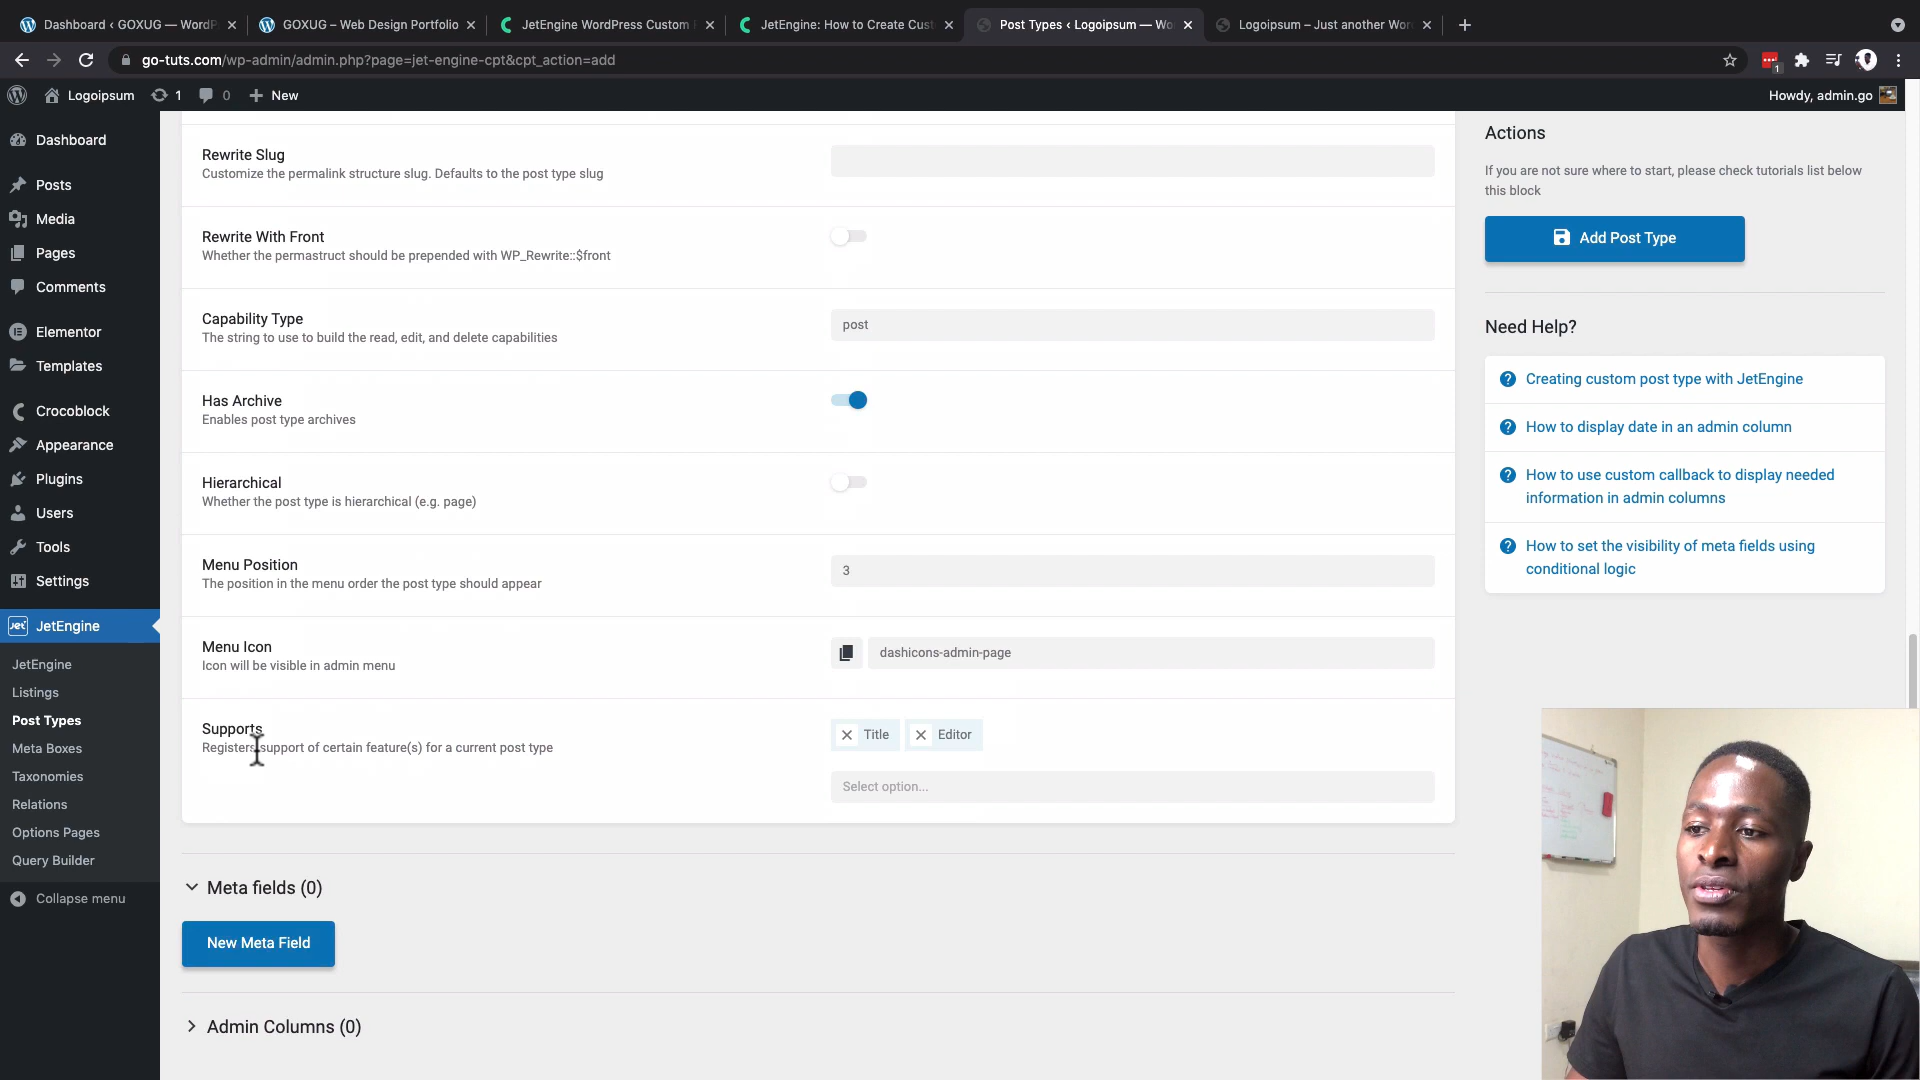 Dashboard ‹ GOXUG — WordP
GOXUG – Web Design Portfolio
JetEngine WordPress Custom
JetEngine: How to Create Cust
Post Types ‹ Logoipsum — Wo
Logoipsum – Just another Wor
go-tuts.com/wp-admin/admin.php?page=jet-engine-cpt&cpt_action=add
1
Logoipsum
1
0
New
Howdy, admin.go
Dashboard
Posts
Media
Pages
Comments
Elementor
Templates
Crocoblock
Appearance
Plugins
Users
Tools
Settings
Jet
JetEngine
JetEngine
Listings
Post Types
Meta Boxes
Taxonomies
Relations
Options Pages
Query Builder
Collapse menu
Rewrite Slug
Customize the permalink structure slug. Defaults to the post type slug
Rewrite With Front
Whether the permastruct should be prepended with WP_Rewrite::$front
Capability Type
The string to use to build the read, edit, and delete capabilities
post
Has Archive
Enables post type archives
Hierarchical
Whether the post type is hierarchical (e.g. page)
Menu Position
The position in the menu order the post type should appear
3
Menu Icon
Icon will be visible in admin menu
dashicons-admin-page
Supports
Registers support of certain feature(s) for a current post type
Title
Editor
Select option...
Meta fields (0)
New Meta Field
Admin Columns (0)
Actions
If you are not sure where to start, please check tutorials list below
this block
Add Post Type
Need Help?
Creating custom post type with JetEngine
How to display date in an admin column
How to use custom callback to display needed
information in admin columns
How to set the visibility of meta fields using
conditional logic